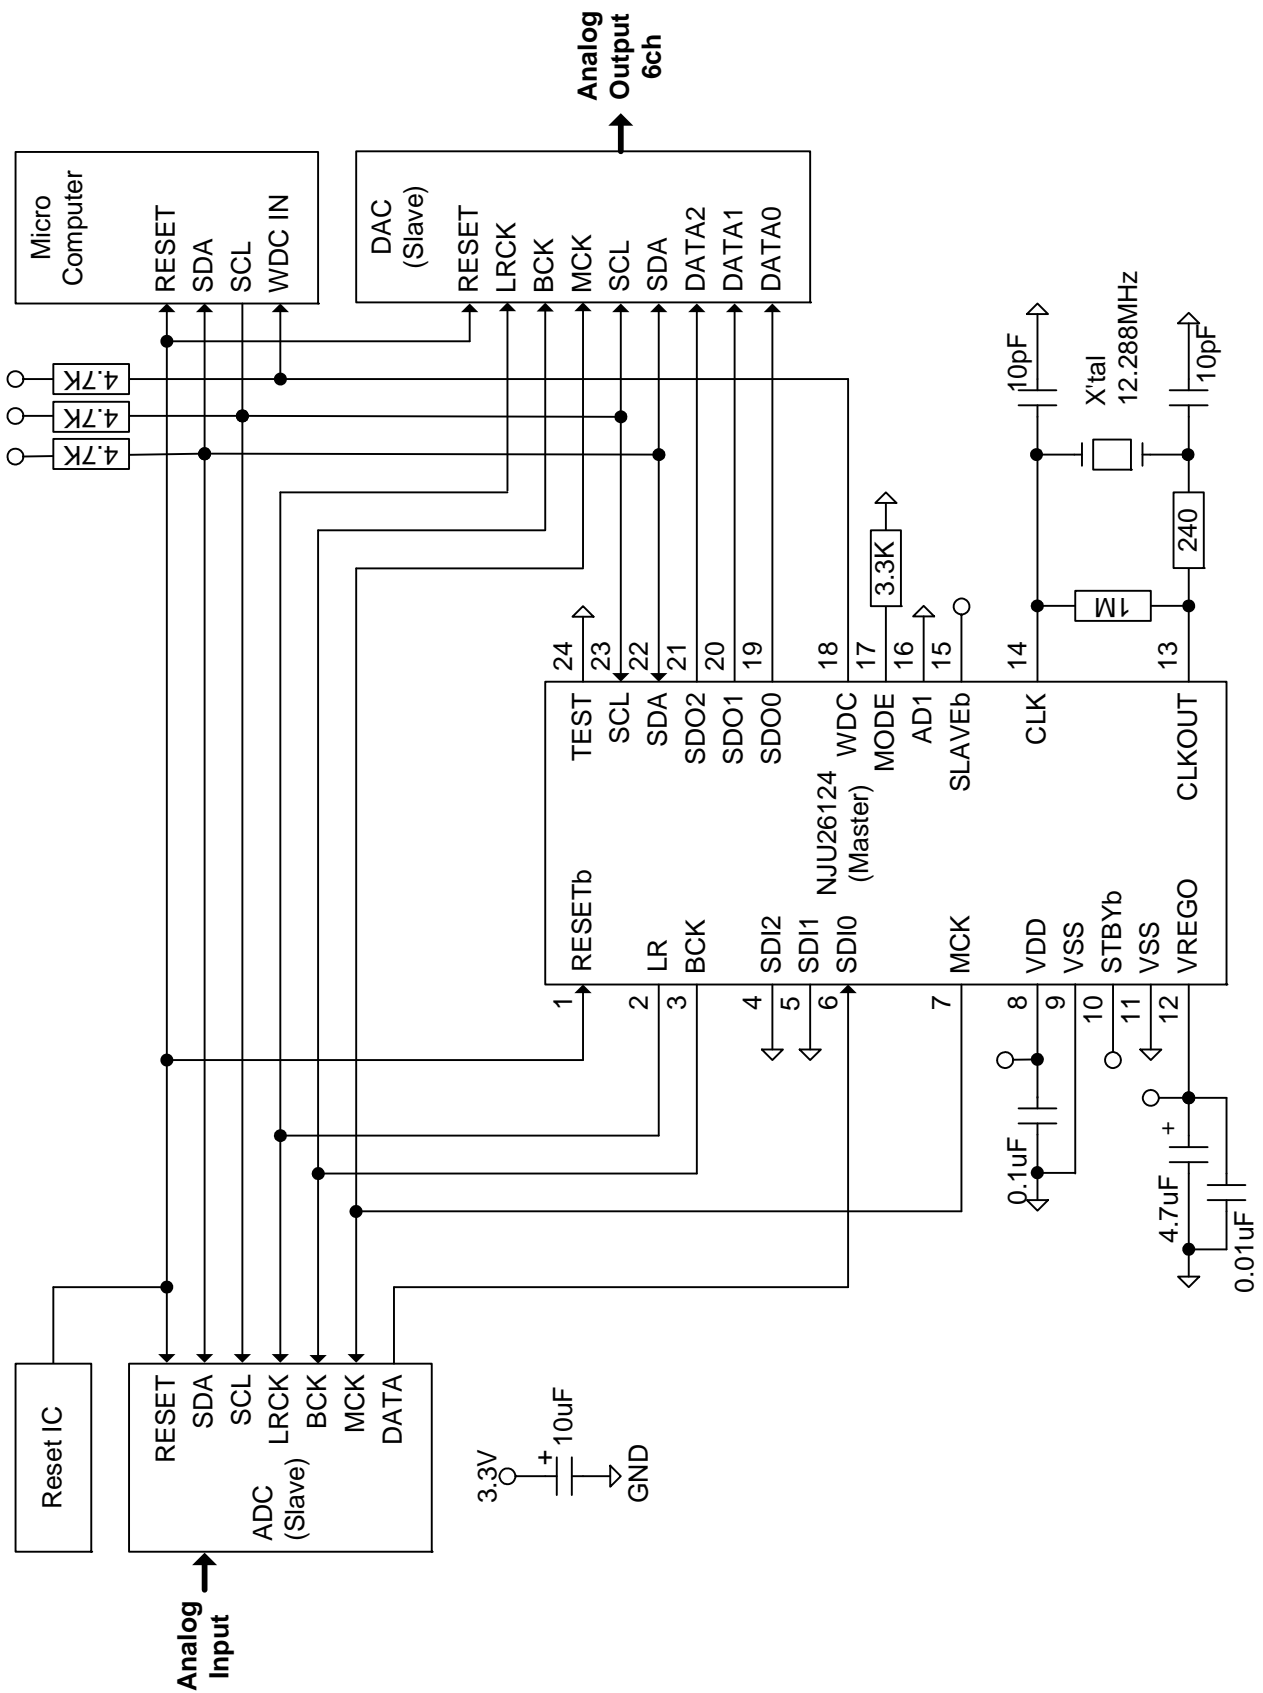 Analog
Input
Reset IC
ADC
(Slave)
RESET
SDA
SCL
LRCK
BCK
MCK
DATA
3.3V
+
10uF
GND
Micro
Computer
RESET
SDA
SCL
WDC IN
4.7K
4.7K
4.7K
DAC
(Slave)
RESET
LRCK
BCK
MCK
SCL
SDA
DATA2
DATA1
DATA0
Analog
Output
6ch
NJU26124
(Master)
1 RESETb
2 LR
3 BCK
4 SDI2
5 SDI1
6 SDI0
7 MCK
8 VDD
9 VSS
10 STBYb
11 VSS
12 VREGO
TEST 24
SCL 23
SDA 22
SDO2 21
SDO1 20
SDO0 19
WDC 18
MODE 17
AD1 16
SLAVEb 15
CLK 14
CLKOUT 13
3.3K
1M
240
10pF
X'tal
12.288MHz
10pF
0.1uF
+
4.7uF
0.01uF